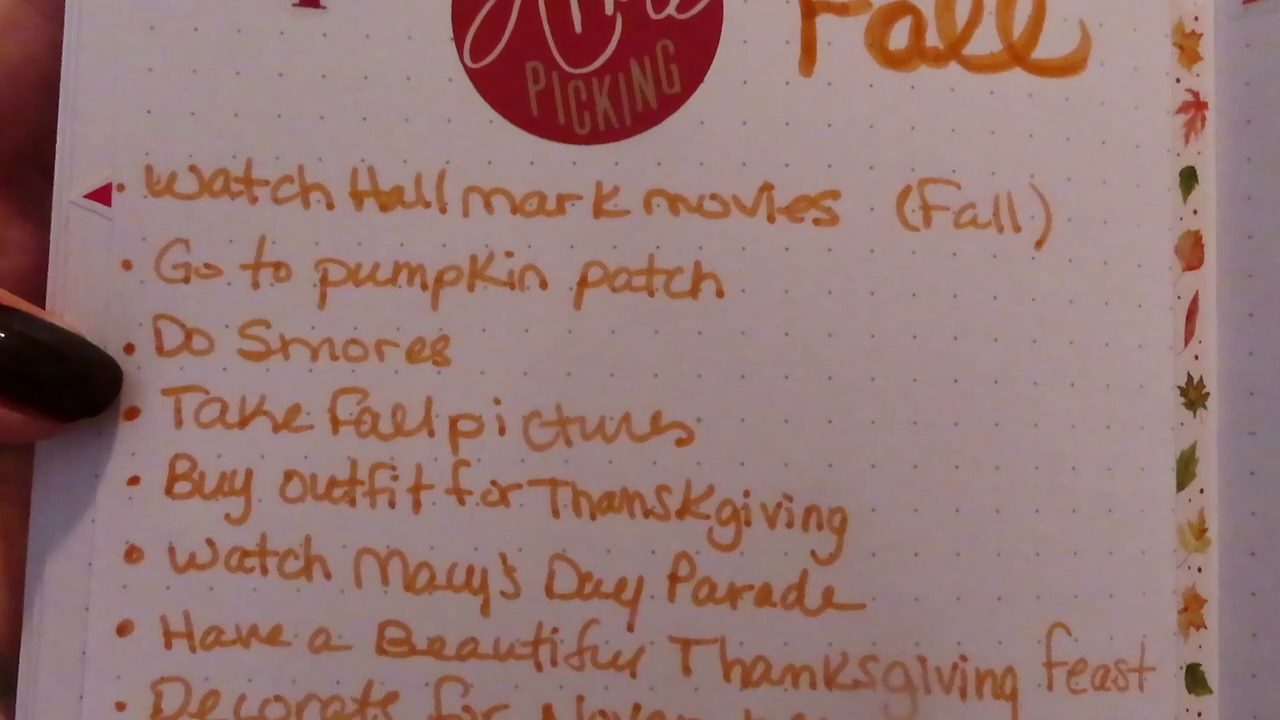 Fall
PICKING
• Watch Hallmark movies (Fall)
• Go to pumpkin patch
• Do Smores
• Take Fall pictures
• Buy outfit for Thanskgiving
• Watch Macy's Day Parade
• Have a Beautiful Thanksgiving feast
• Decorate for